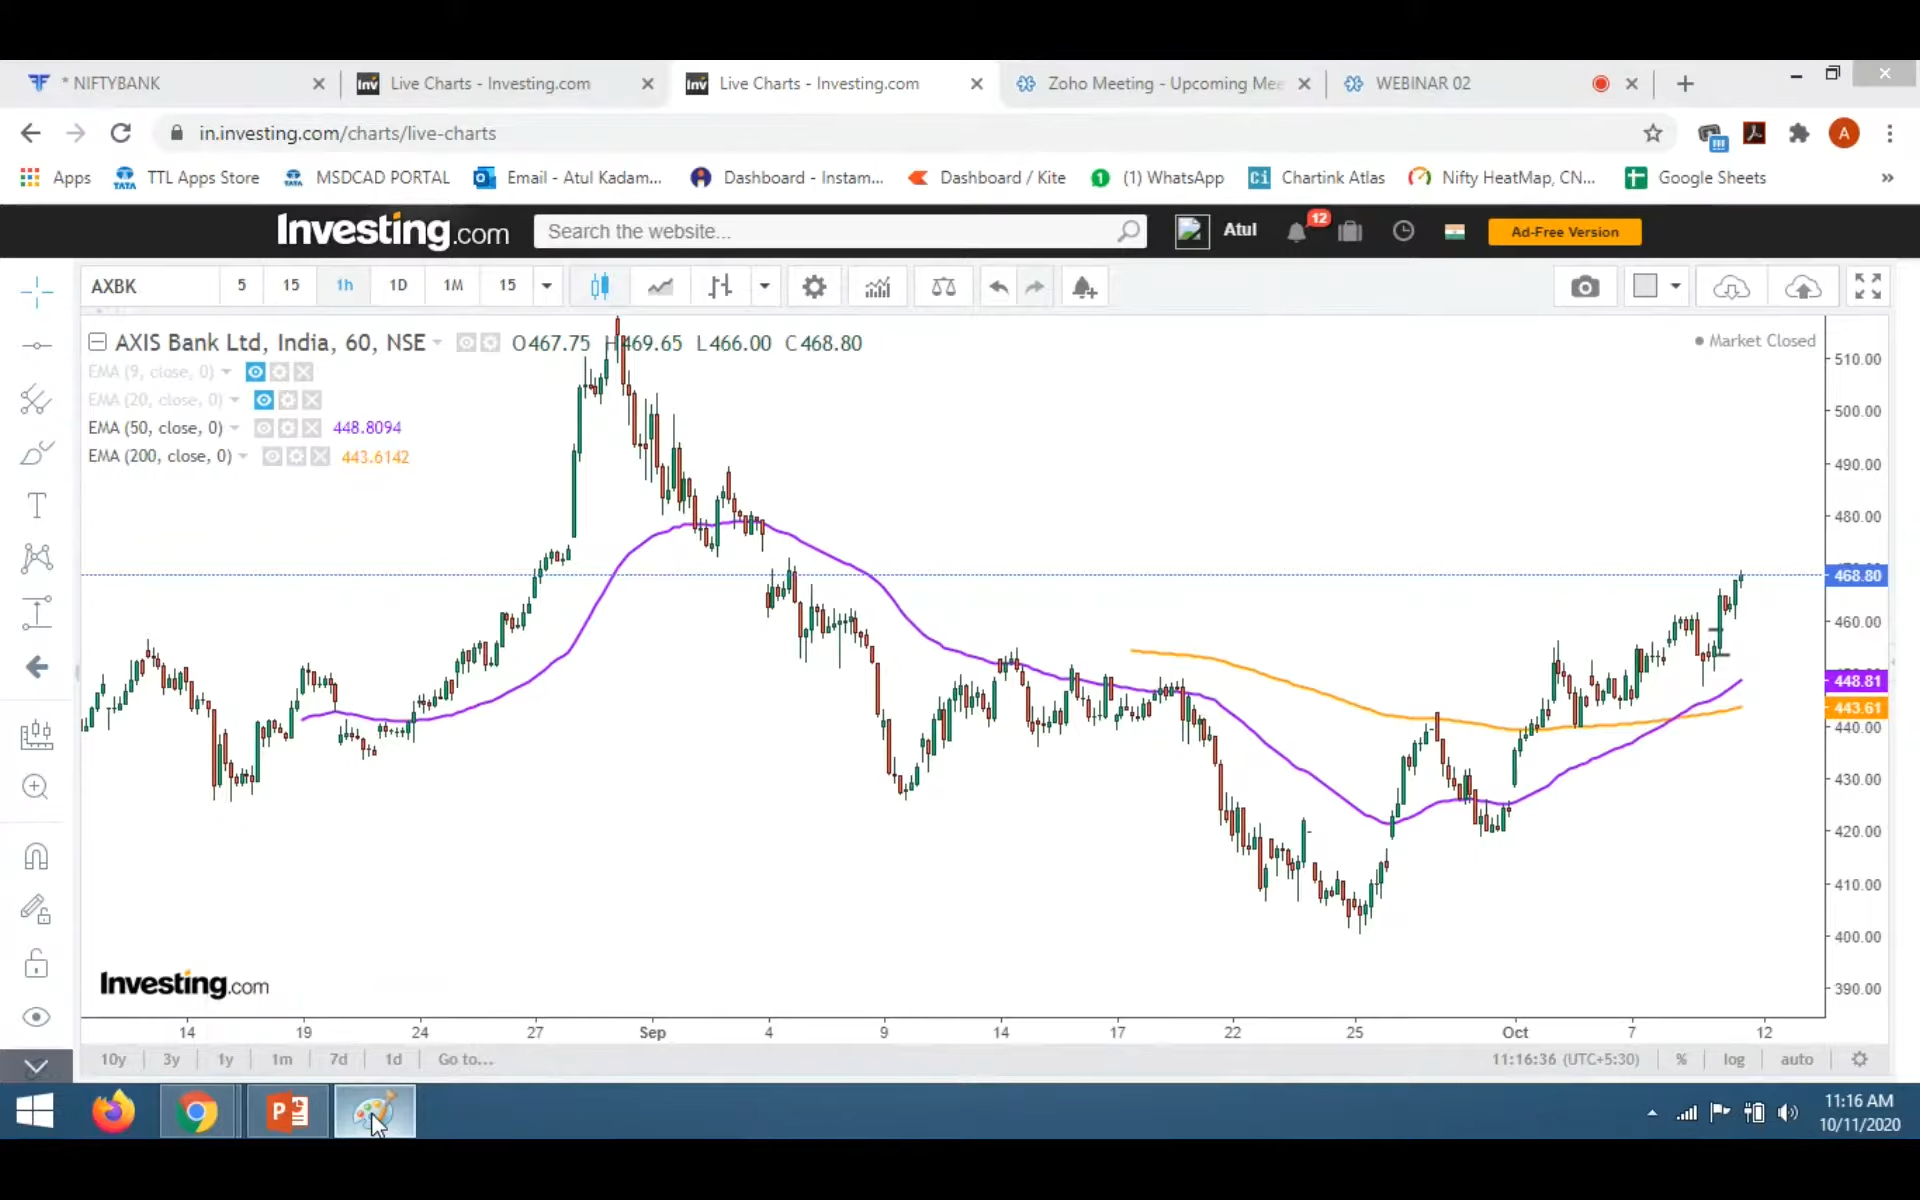 * NIFTYBANK
Live Charts - Investing.com
Live Charts - Investing.com
Zoho Meeting - Upcoming Mee
WEBINAR 02
in.investing.com/charts/live-charts
A
Apps
TTL Apps Store
MSDCAD PORTAL
Email - Atul Kadam...
Dashboard - Instam...
Dashboard / Kite
(1) WhatsApp
Chartink Atlas
Nifty HeatMap, CN...
Google Sheets
»
Investing.com
Search the website...
Atul
12
Ad-Free Version
AXBK 5 15 1h 1D 1M 15
AXIS Bank Ltd, India, 60, NSE O467.75 H469.65 L466.00 C468.80
Market Closed
EMA (9, close, 0)
EMA (20, close, 0)
EMA (50, close, 0) 448.8094
EMA (200, close, 0) 443.6142
510.00
500.00
490.00
480.00
468.80
460.00
448.81
443.61
440.00
430.00
420.00
410.00
400.00
390.00
Investing.com
14 19 24 27 Sep 4 9 14 17 22 25 Oct 7 12
10y 3y 1y 1m 7d 1d Go to...
11:16:36 (UTC+5:30) % log auto
11:16 AM
10/11/2020